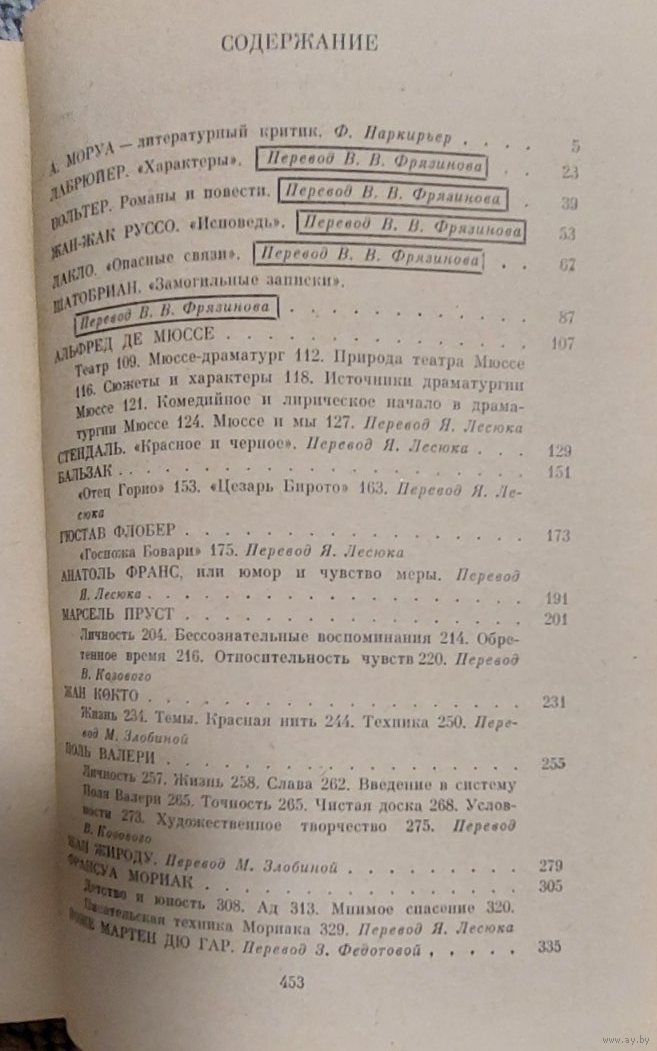 СОДЕРЖАНИЕ
А. МОРУА — литературный критик. Ф. Наркирьер . . . . 5
ЛАБРЮЙЕР. «Характеры». Перевод В. В. Фрязинова . . 23
ВОЛЬТЕР. Романы и повести. Перевод В. В. Фрязинова . 39
ЖАН-ЖАК РУССО. «Исповедь». Перевод В. В. Фрязинова 53
ЛАКЛО. «Опасные связи». Перевод В. В. Фрязинова . . 67
ШАТОБРИАН. «Замогильные записки».
Перевод В. В. Фрязинова . . . . . . . . . . . 87
АЛЬФРЕД ДЕ МЮССЕ . . . . . . . . . . . . . 107
Театр 109. Мюссе-драматург 112. Природа театра Мюссе
116. Сюжеты и характеры 118. Источники драматургии
Мюссе 121. Комедийное и лирическое начало в драма-
тургии Мюссе 124. Мюссе и мы 127. Перевод Я. Лесюка
СТЕНДАЛЬ. «Красное и черное». Перевод Я. Лесюка . . . 129
БАЛЬЗАК . . . . . . . . . . . . . . . . . 151
«Отец Горио» 153. «Цезарь Бирото» 163. Перевод Я. Ле-
сюка
ГЮСТАВ ФЛОБЕР . . . . . . . . . . . . . . . 173
«Госпожа Бовари» 175. Перевод Я. Лесюка
АНАТОЛЬ ФРАНС, или юмор и чувство меры. Перевод
Я. Лесюка . . . . . . . . . . . . . . . . . 191
МАРСЕЛЬ ПРУСТ . . . . . . . . . . . . . . . 201
Личность 204. Бессознательные воспоминания 214. Обре-
тенное время 216. Относительность чувств 220. Перевод
В. Козового
ЖАН КОКТО . . . . . . . . . . . . . . . . . 231
Жизнь 234. Темы. Красная нить 244. Техника 250. Пере-
вод М. Злобиной
ПОЛЬ ВАЛЕРИ . . . . . . . . . . . . . . . . 255
Личность 257. Жизнь 258. Слава 262. Введение в систему
Поля Валери 265. Точность 265. Чистая доска 268. Услов-
ности 273. Художественное творчество 275. Перевод
В. Козового
ЖАН ЖИРОДУ. Перевод М. Злобиной . . . . . . . . 279
ФРАНСУА МОРИАК . . . . . . . . . . . . . . 305
Детство и юность 308. Ад 313. Мнимое спасение 320.
Писательская техника Мориака 329. Перевод Я. Лесюка
РОЖЕ МАРТЕН ДЮ ГАР. Перевод З. Федотовой . . . . . 335
453
www.ay.by